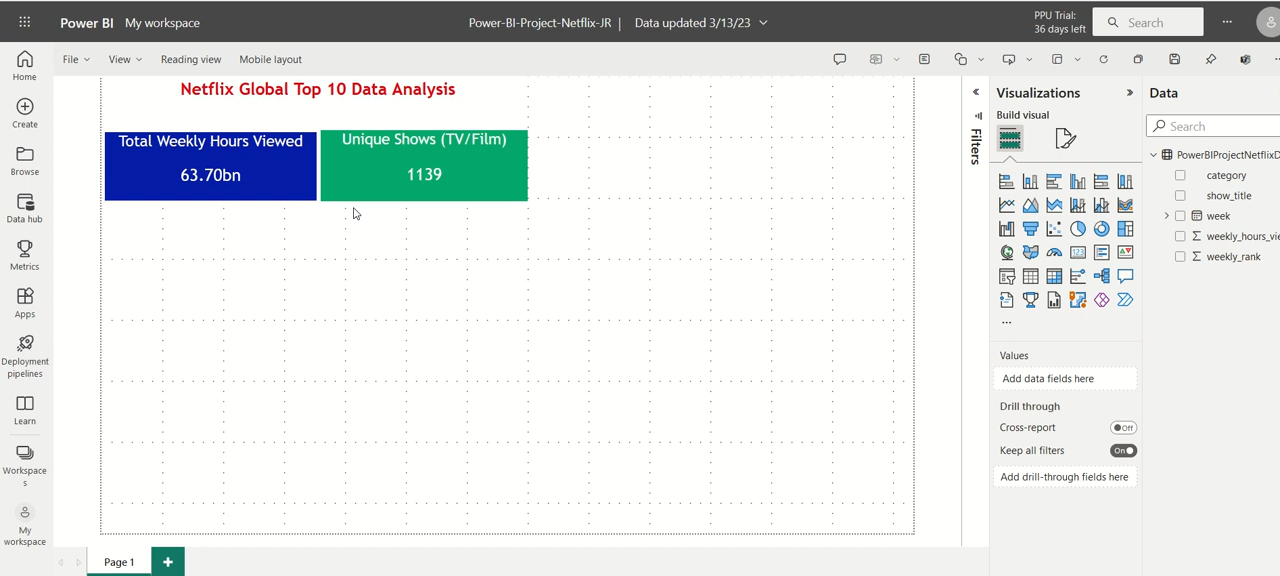 Power BI My workspace
Power-BI-Project-Netflix-JR | Data updated 3/13/23
PPU Trial:
36 days left
Search
File
View
Reading view
Mobile layout
Home
Create
Browse
Data hub
Metrics
Apps
Deployment
pipelines
Learn
Workspace
s
My
workspace
Netflix Global Top 10 Data Analysis
Total Weekly Hours Viewed
63.70bn
Unique Shows (TV/Film)
1139
Filters
Visualizations
Build visual
123
...
Values
Add data fields here
Drill through
Cross-report
Off
Keep all filters
On
Add drill-through fields here
Data
Search
PowerBIProjectNetflixD
category
show_title
week
Σ weekly_hours_vie
Σ weekly_rank
Page 1